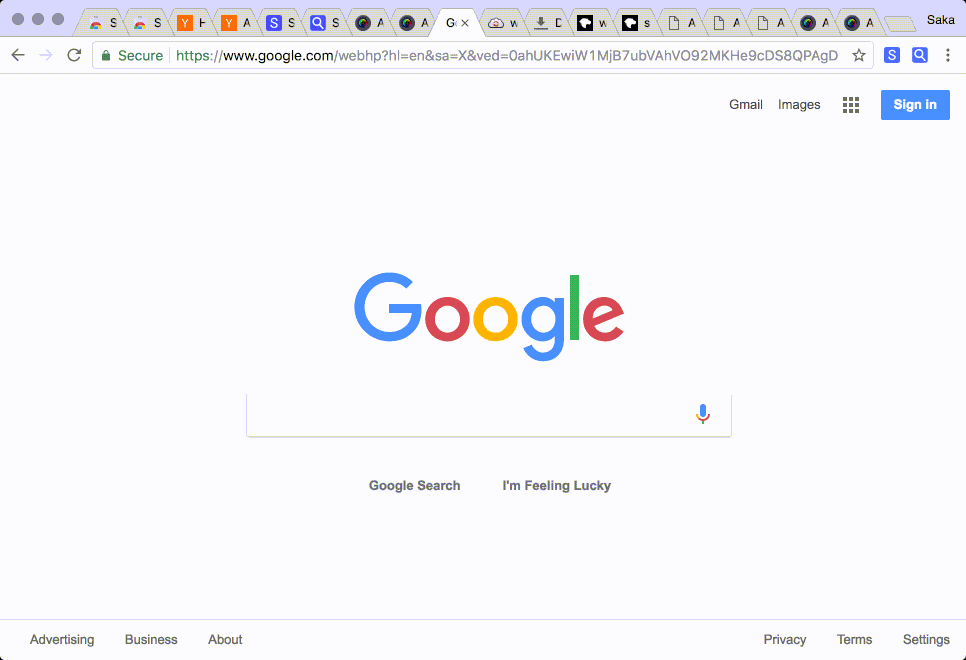 S S H A S S A A G w D w s A A A A A Saka
Secure https://www.google.com/webhp?hl=en&sa=X&ved=0ahUKEwiW1MjB7ubVAhVO92MKHe9cDS8QPAgD S
Gmail Images Sign in
Google
Google Search I'm Feeling Lucky
Advertising Business About Privacy Terms Settings